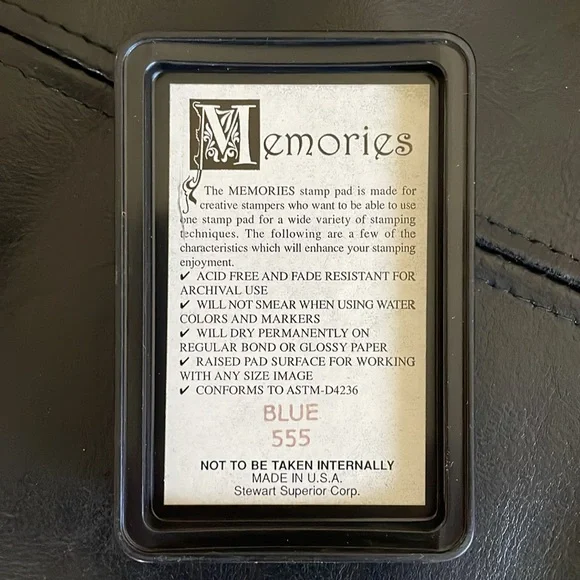 Memories
The MEMORIES stamp pad is made for
creative stampers who want to be able to use
one stamp pad for a wide variety of stamping
techniques. The following are a few of the
characteristics which will enhance your stamping
enjoyment.
✔ ACID FREE AND FADE RESISTANT FOR
ARCHIVAL USE
✔ WILL NOT SMEAR WHEN USING WATER
COLORS AND MARKERS
✔ WILL DRY PERMANENTLY ON
REGULAR BOND OR GLOSSY PAPER
✔ RAISED PAD SURFACE FOR WORKING
WITH ANY SIZE IMAGE
✔ CONFORMS TO ASTM-D4236
BLUE
555
NOT TO BE TAKEN INTERNALLY
MADE IN U.S.A.
Stewart Superior Corp.